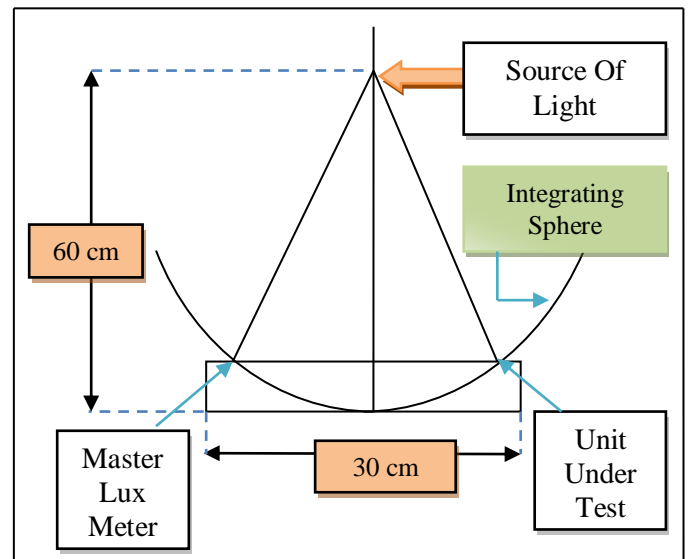 Source Of
Light
Integrating
Sphere
60 cm
Master
Lux
Meter
30 cm
Unit
Under
Test